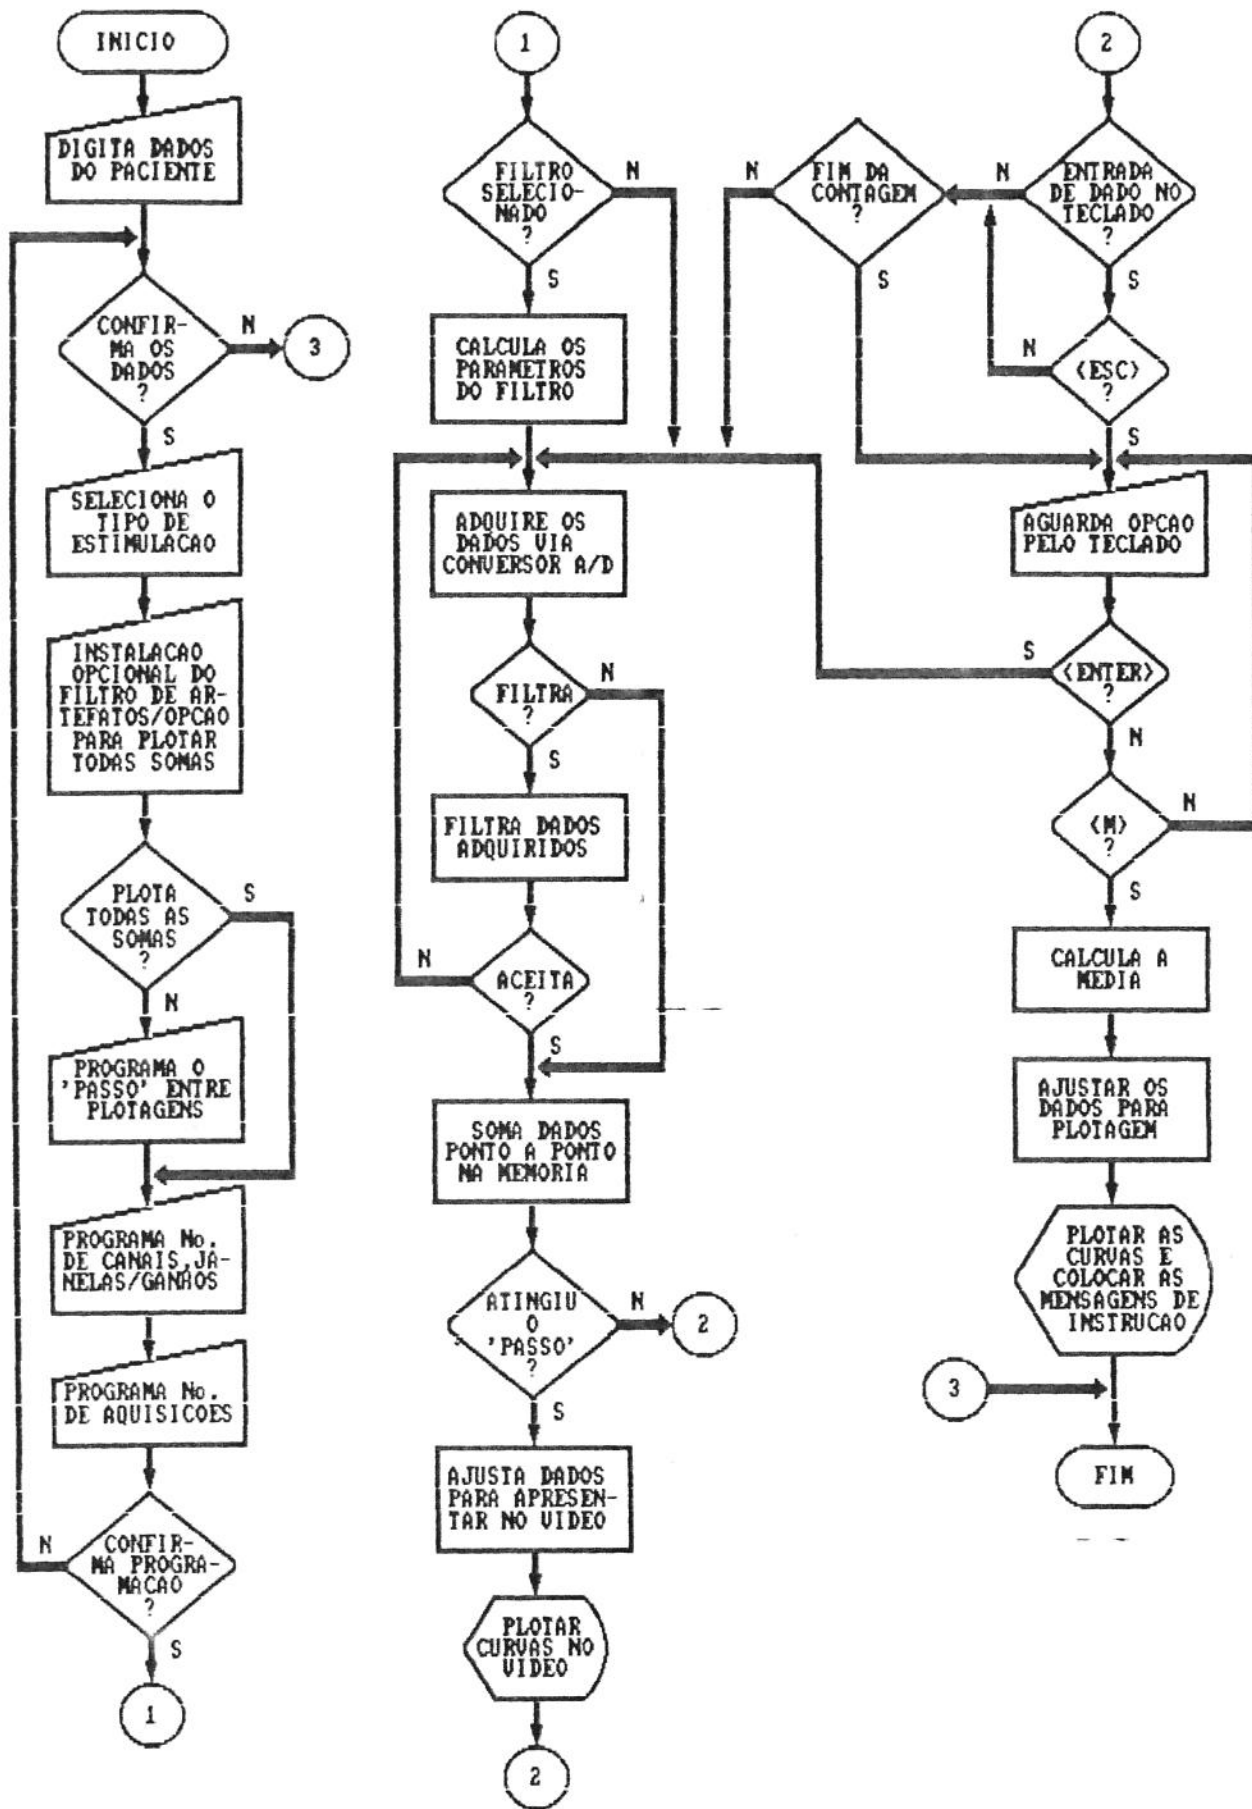 INICIO
DIGITA DADOS
DO PACIENTE
CONFIR-
MA OS
DADOS
?
N
3
S
SELECIONA O
TIPO DE
ESTIMULACAO
INSTALACAO
OPCIONAL DO
FILTRO DE AR-
TEFATOS/OPCAO
PARA PLOTAR
TODAS SOMAS
PLOTA
TODAS AS
SOMAS
?
S
N
PROGRAMA O
'PASSO' ENTRE
PLOTAGENS
PROGRAMA No.
DE CANAIS,JA-
NELAS/GANHOS
PROGRAMA No.
DE AQUISICOES
CONFIR-
MA PROGRA-
MACAO
?
N
S
1
1
FILTRO
SELECIO-
NADO
?
N
S
CALCULA OS
PARAMETROS
DO FILTRO
ADQUIRE OS
DADOS VIA
CONVERSOR A/D
FILTRA
?
N
S
FILTRA DADOS
ADQUIRIDOS
ACEITA
?
N
S
SOMA DADOS
PONTO A PONTO
NA MEMORIA
ATINGIU
O
'PASSO'
?
N
2
S
AJUSTA DADOS
PARA APRESEN-
TAR NO VIDEO
PLOTAR
CURVAS NO
VIDEO
2
2
ENTRADA
DE DADO NO
TECLADO
?
N
S
FIM DA
CONTAGEM
?
N
S
<ESC>
?
N
S
AGUARDA OPCAO
PELO TECLADO
<ENTER>
?
S
N
<M>
?
N
S
CALCULA A
MEDIA
AJUSTAR OS
DADOS PARA
PLOTAGEM
PLOTAR AS
CURVAS E
COLOCAR AS
MENSAGENS DE
INSTRUCAO
3
FIM